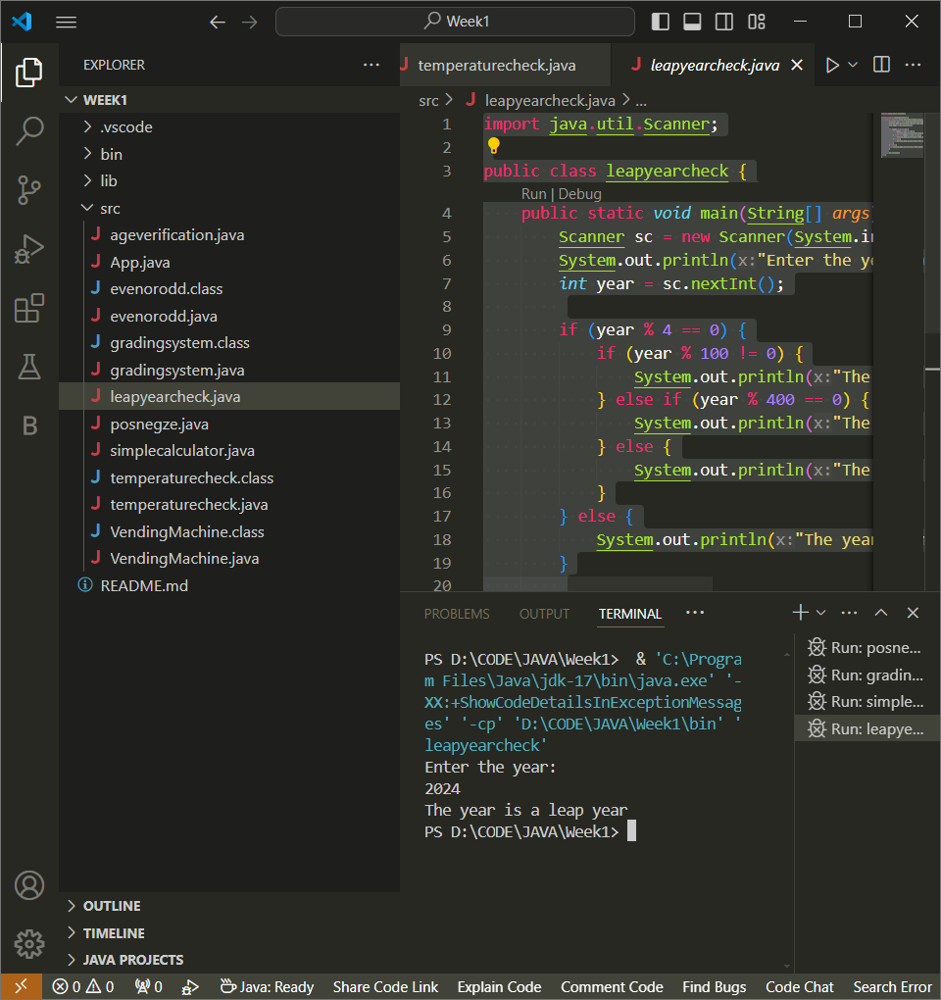 Week1
EXPLORER
WEEK1
.vscode
bin
lib
src
J ageverification.java
J App.java
J evenorodd.class
J evenorodd.java
J gradingsystem.class
J gradingsystem.java
J leapyearcheck.java
J posnegze.java
J simplecalculator.java
J temperaturecheck.class
J temperaturecheck.java
J VendingMachine.class
J VendingMachine.java
README.md
OUTLINE
TIMELINE
JAVA PROJECTS
J temperaturecheck.java
J leapyearcheck.java
src > J leapyearcheck.java > ...
1 import java.util.Scanner;
2
3 public class leapyearcheck {
Run | Debug
4 public static void main(String[] args)
5 Scanner sc = new Scanner(System.in
6 System.out.println(x:"Enter the ye
7 int year = sc.nextInt();
8
9 if (year % 4 == 0) {
10 if (year % 100 != 0) {
11 System.out.println(x:"The
12 } else if (year % 400 == 0) {
13 System.out.println(x:"The
14 } else {
15 System.out.println(x:"The
16 }
17 } else {
18 System.out.println(x:"The year
19 }
20
PROBLEMS OUTPUT TERMINAL
PS D:\CODE\JAVA\Week1>  & 'C:\Progra
m Files\Java\jdk-17\bin\java.exe' '-
XX:+ShowCodeDetailsInExceptionMessag
es' '-cp' 'D:\CODE\JAVA\Week1\bin' '
leapyearcheck'
Enter the year:
2024
The year is a leap year
PS D:\CODE\JAVA\Week1>
Run: posne...
Run: gradin...
Run: simple...
Run: leapye...
B
0 0 0 Java: Ready Share Code Link Explain Code Comment Code Find Bugs Code Chat Search Error